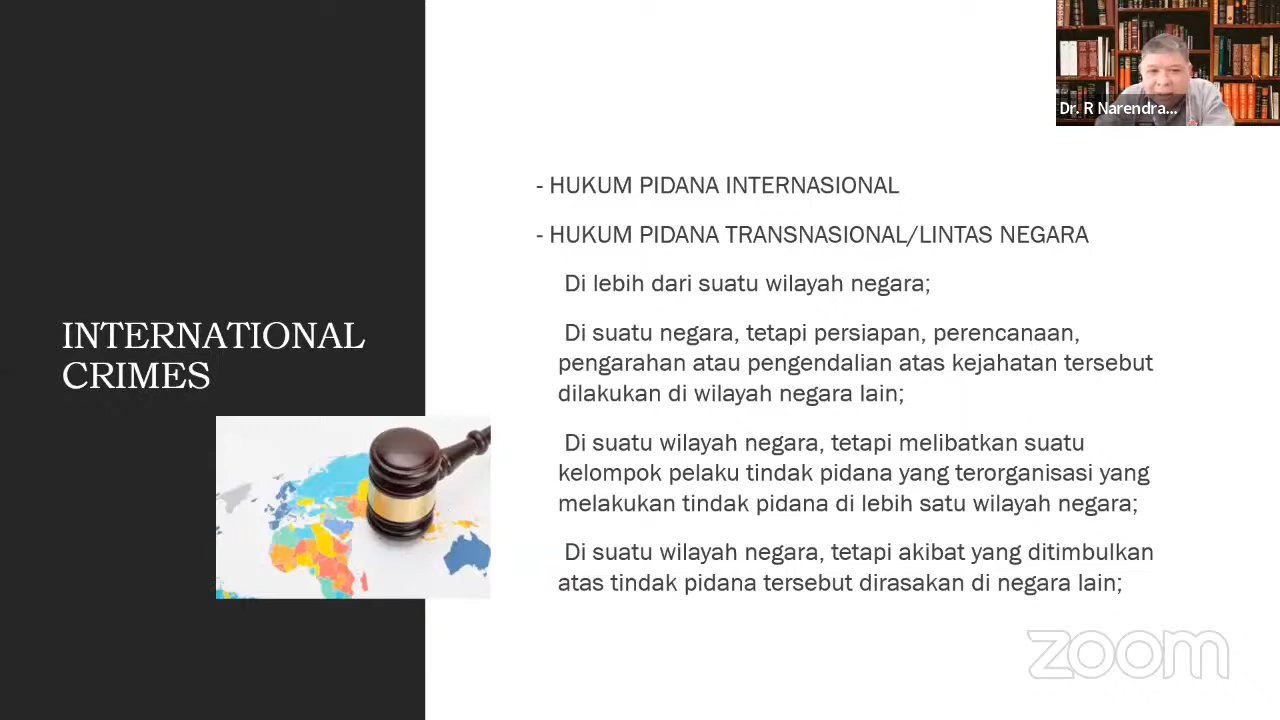 Dr. R Narendra...
- HUKUM PIDANA INTERNASIONAL
- HUKUM PIDANA TRANSNASIONAL/LINTAS NEGARA
Di lebih dari suatu wilayah negara;
Di suatu negara, tetapi persiapan, perencanaan,
pengarahan atau pengendalian atas kejahatan tersebut
dilakukan di wilayah negara lain;
Di suatu wilayah negara, tetapi melibatkan suatu
kelompok pelaku tindak pidana yang terorganisasi yang
melakukan tindak pidana di lebih satu wilayah negara;
Di suatu wilayah negara, tetapi akibat yang ditimbulkan
atas tindak pidana tersebut dirasakan di negara lain;
INTERNATIONAL
CRIMES
zoom